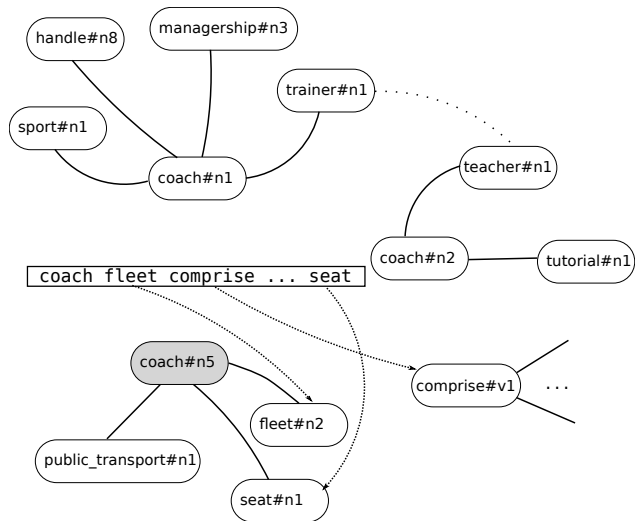 managership#n3
handle#n8
trainer#n1
sport#n1
teacher#n1
coach#n1
coach#n2
tutorial#n1
coach fleet comprise ... seat
coach#n5
comprise#v1
...
fleet#n2
public_transport#n1
seat#n1